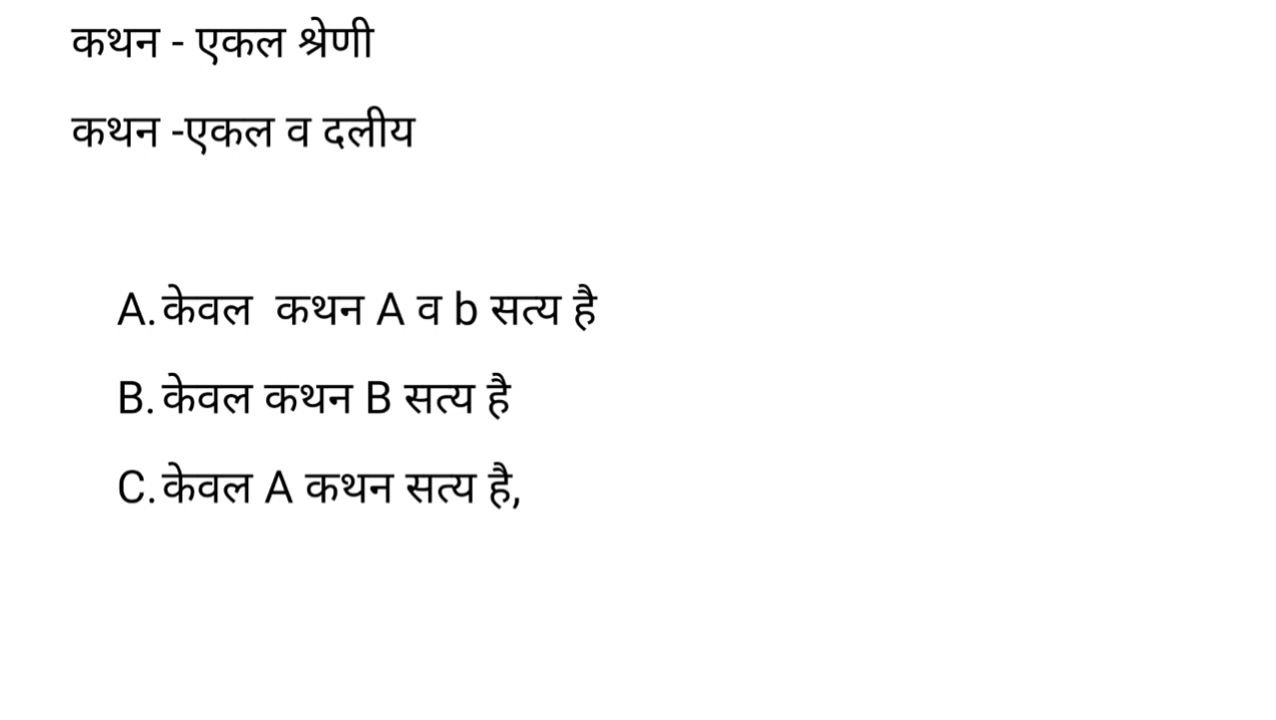 कथन - एकल श्रेणी
कथन -एकल व दलीय
A. केवल  कथन A व b सत्य है
B. केवल कथन B सत्य है
C. केवल A कथन सत्य है,